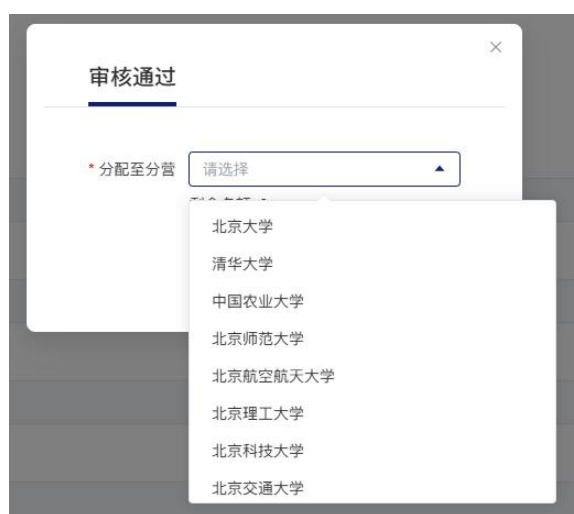 审核通过
* 分配至分营
请选择
北京大学
清华大学
中国农业大学
北京师范大学
北京航空航天大学
北京理工大学
北京科技大学
北京交通大学